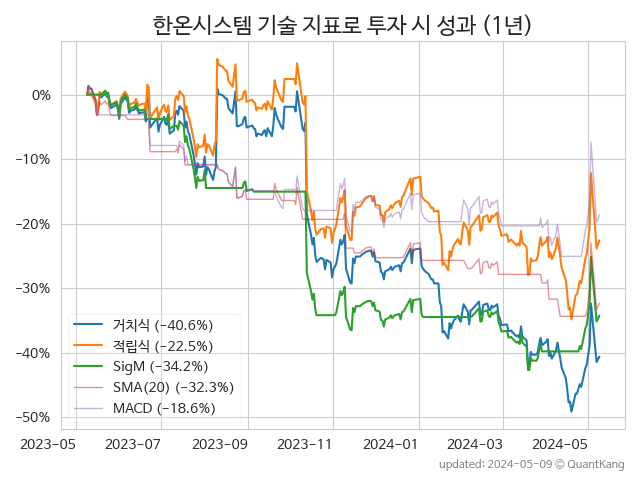 한온시스템 기술 지표로 투자 시 성과 (1년)
0%
−10%
−20%
−30%
−40%
−50%
거치식 (−40.6%)
적립식 (−22.5%)
SigM (−34.2%)
SMA(20) (−32.3%)
MACD (−18.6%)
2023-05 2023-07 2023-09 2023-11 2024-01 2024-03 2024-05
updated: 2024-05-09 © QuantKang